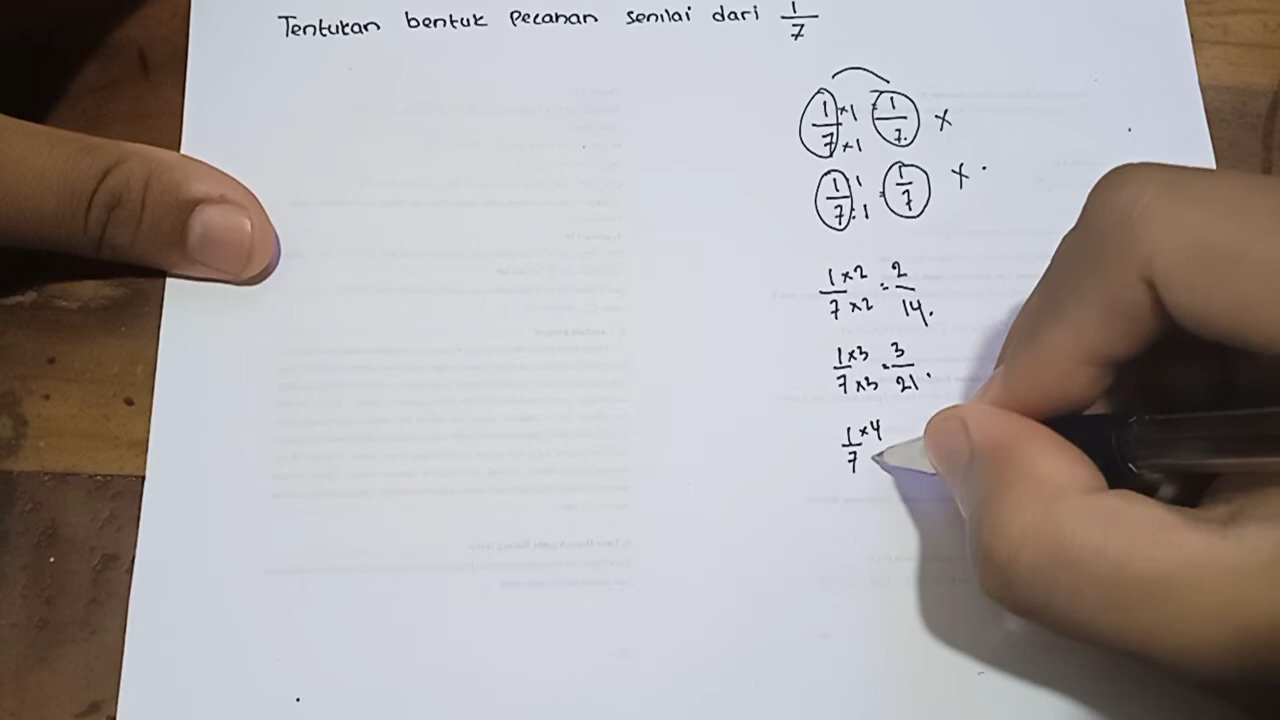 Tentukan bentuk pecahan senilai dari 1/7
1/7 ×1 ×1 = 1/7 ×
1/7 : 1 : 1 = 1/7 ×
1×2/7×2 = 2/14.
1×3/7×3 = 3/21.
1×4/7